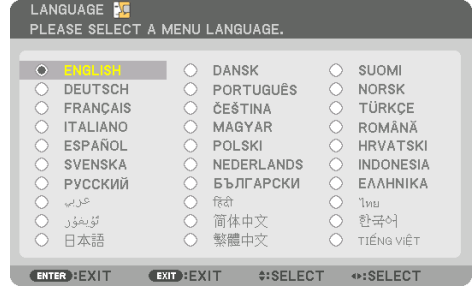 LANGUAGE
PLEASE SELECT A MENU LANGUAGE.
ENGLISH DANSK SUOMI
DEUTSCH PORTUGUÊS NORSK
FRANÇAIS ČEŠTINA TÜRKÇE
ITALIANO MAGYAR ROMÂNĂ
ESPAÑOL POLSKI HRVATSKI
SVENSKA NEDERLANDS INDONESIA
РУССКИЙ БЪЛГАРСКИ ΕΛΛΗΝΙΚΑ
عربي हिंदी ไทย
ئۇيغۇر 简体中文 한국어
日本語 繁體中文 TIẾNG VIỆT
ENTER:EXIT EXIT:EXIT ⬍:SELECT ⬌:SELECT